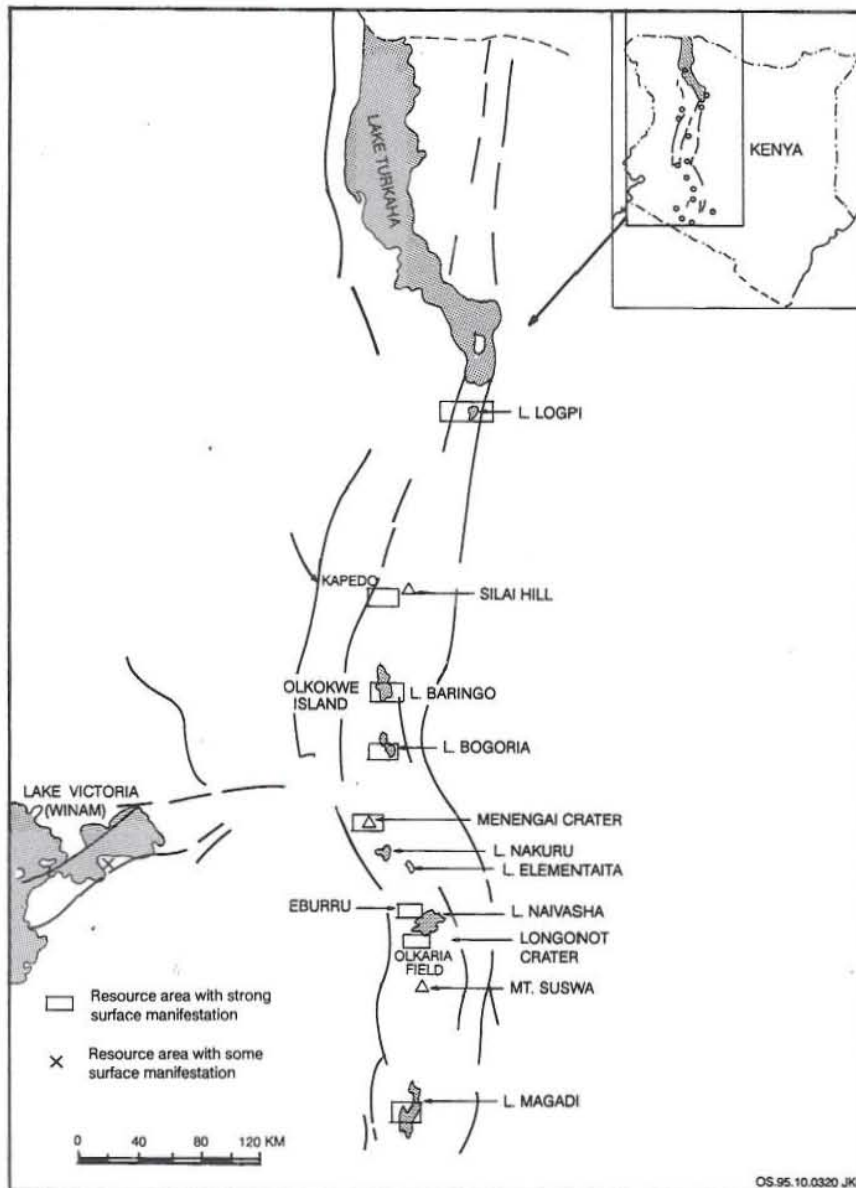 LAKE TURKAHA
KENYA
L. LOGPI
KAPEDO
SILAI HILL
OLKOKWE
ISLAND
L. BARINGO
L. BOGORIA
LAKE VICTORIA
(WINAM)
MENENGAI CRATER
L. NAKURU
L. ELEMENTAITA
EBURRU
L. NAIVASHA
LONGONOT
CRATER
OLKARIA
FIELD
MT. SUSWA
Resource area with strong
surface manifestation
Resource area with some
surface manifestation
L. MAGADI
0 40 80 120 KM
OS.95.10.0320 JK